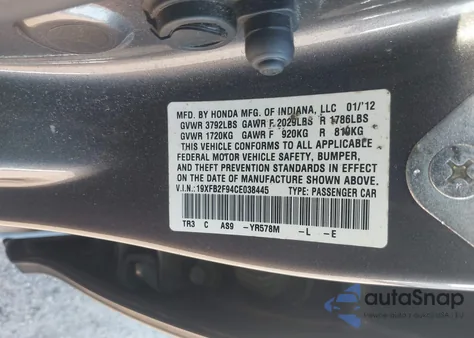 MFD. BY HONDA MFG. OF INDIANA, LLC 01/'12
GVWR 3792LBS GAWR F 2029LBS R 1786LBS
GVWR 1720KG GAWR F 920KG R 810KG
THIS VEHICLE CONFORMS TO ALL APPLICABLE
FEDERAL MOTOR VEHICLE SAFETY, BUMPER,
AND THEFT PREVENTION STANDARDS IN EFFECT
ON THE DATE OF MANUFACTURE SHOWN ABOVE.
V.I.N.: 19XFB2F94CE038445 TYPE: PASSENGER CAR
TR3 C AS9 -YR578M -L -E
autoSnap